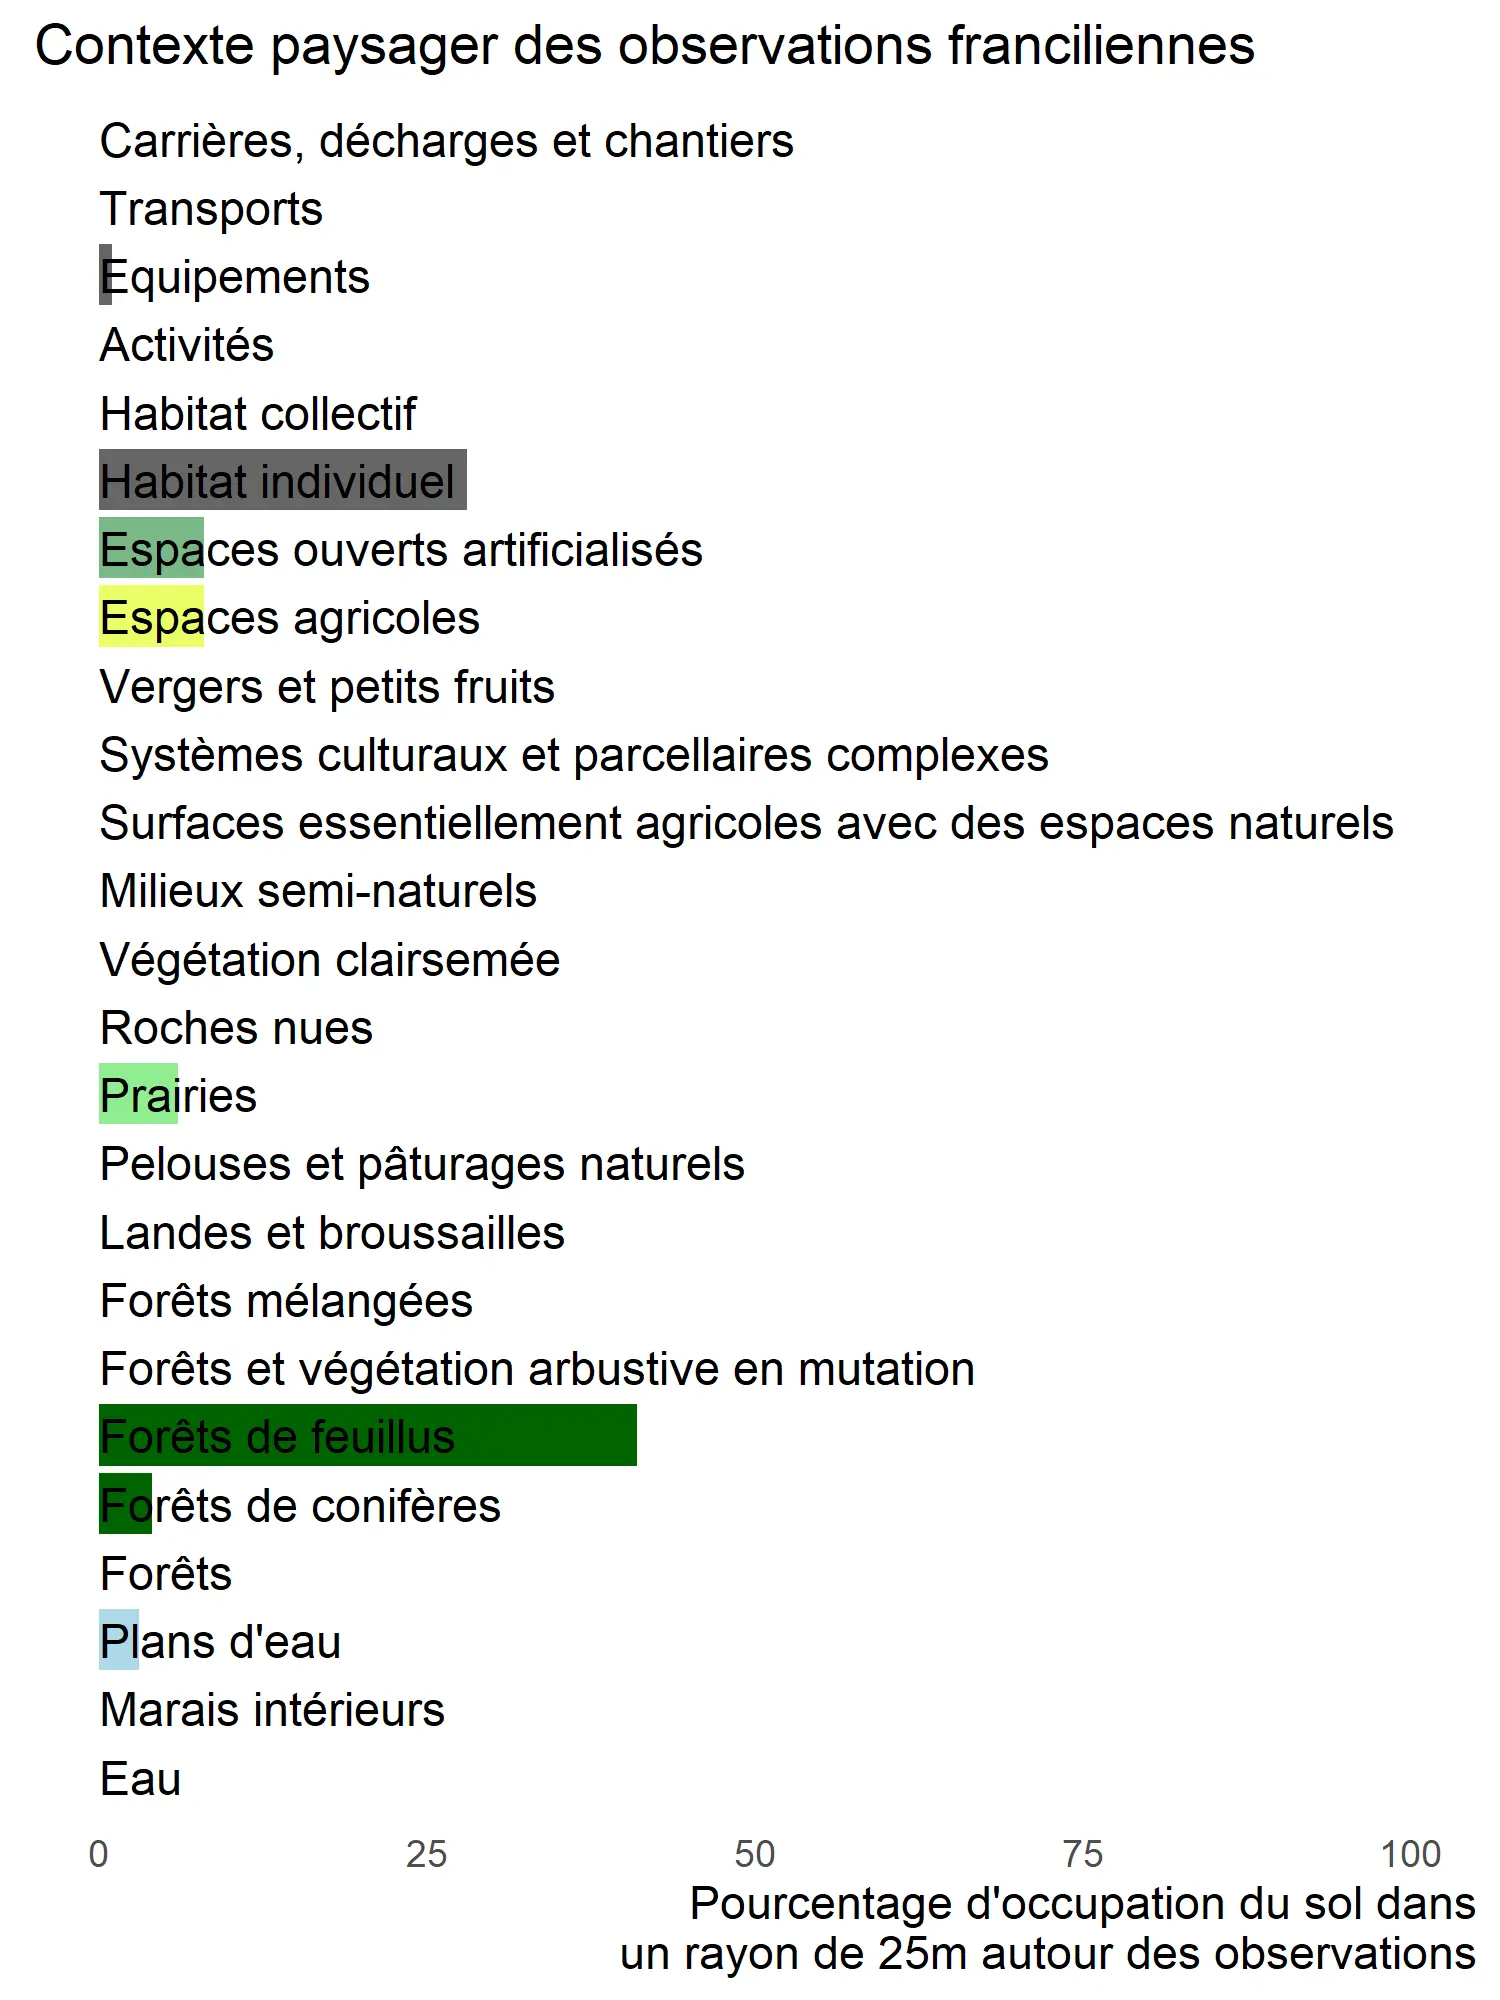 Contexte paysager des observations franciliennes
Carrières, décharges et chantiers
Transports
Equipements
Activités
Habitat collectif
Habitat individuel
Espaces ouverts artificialisés
Espaces agricoles
Vergers et petits fruits
Systèmes culturaux et parcellaires complexes
Surfaces essentiellement agricoles avec des espaces naturels
Milieux semi-naturels
Végétation clairsemée
Roches nues
Prairies
Pelouses et pâturages naturels
Landes et broussailles
Forêts mélangées
Forêts et végétation arbustive en mutation
Forêts de feuillus
Forêts de conifères
Forêts
Plans d'eau
Marais intérieurs
Eau
0 25 50 75 100
Pourcentage d'occupation du sol dans
un rayon de 25m autour des observations